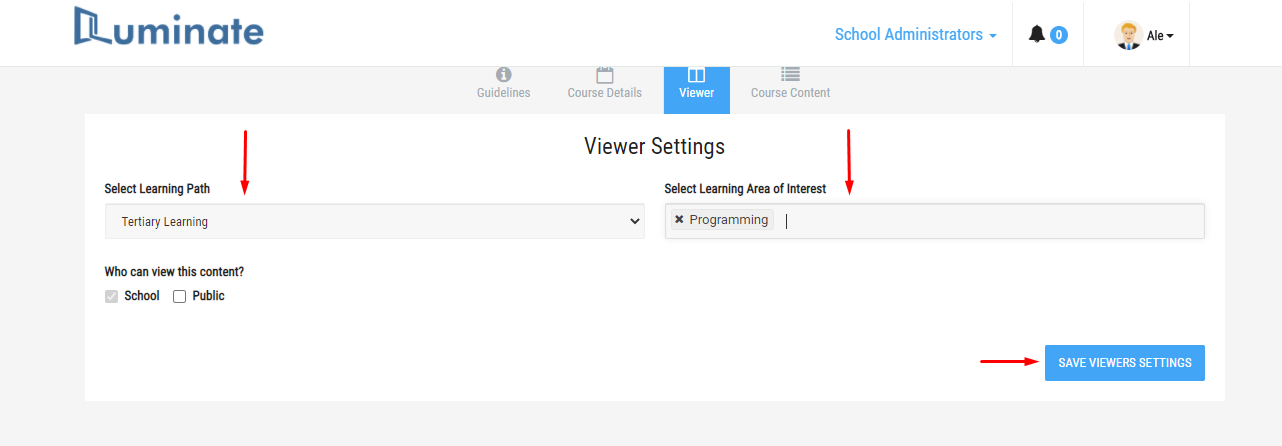 Luminate
School Administrators
0
Ale
Guidelines
Course Details
Viewer
Course Content
Viewer Settings
Select Learning Path
Select Learning Area of Interest
Tertiary Learning
× Programming
Who can view this content?
School
Public
SAVE VIEWERS SETTINGS